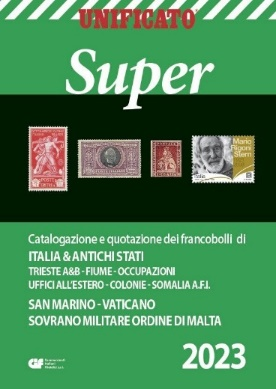 UNIFICATO
Super
Mario
Rigoni
Stern
Catalogazione e quotazione dei francobolli di
ITALIA & ANTICHI STATI
TRIESTE A&B - FIUME - OCCUPAZIONI
UFFICI ALL'ESTERO - COLONIE - SOMALIA A.F.I.
SAN MARINO - VATICANO
SOVRANO MILITARE ORDINE DI MALTA
2023